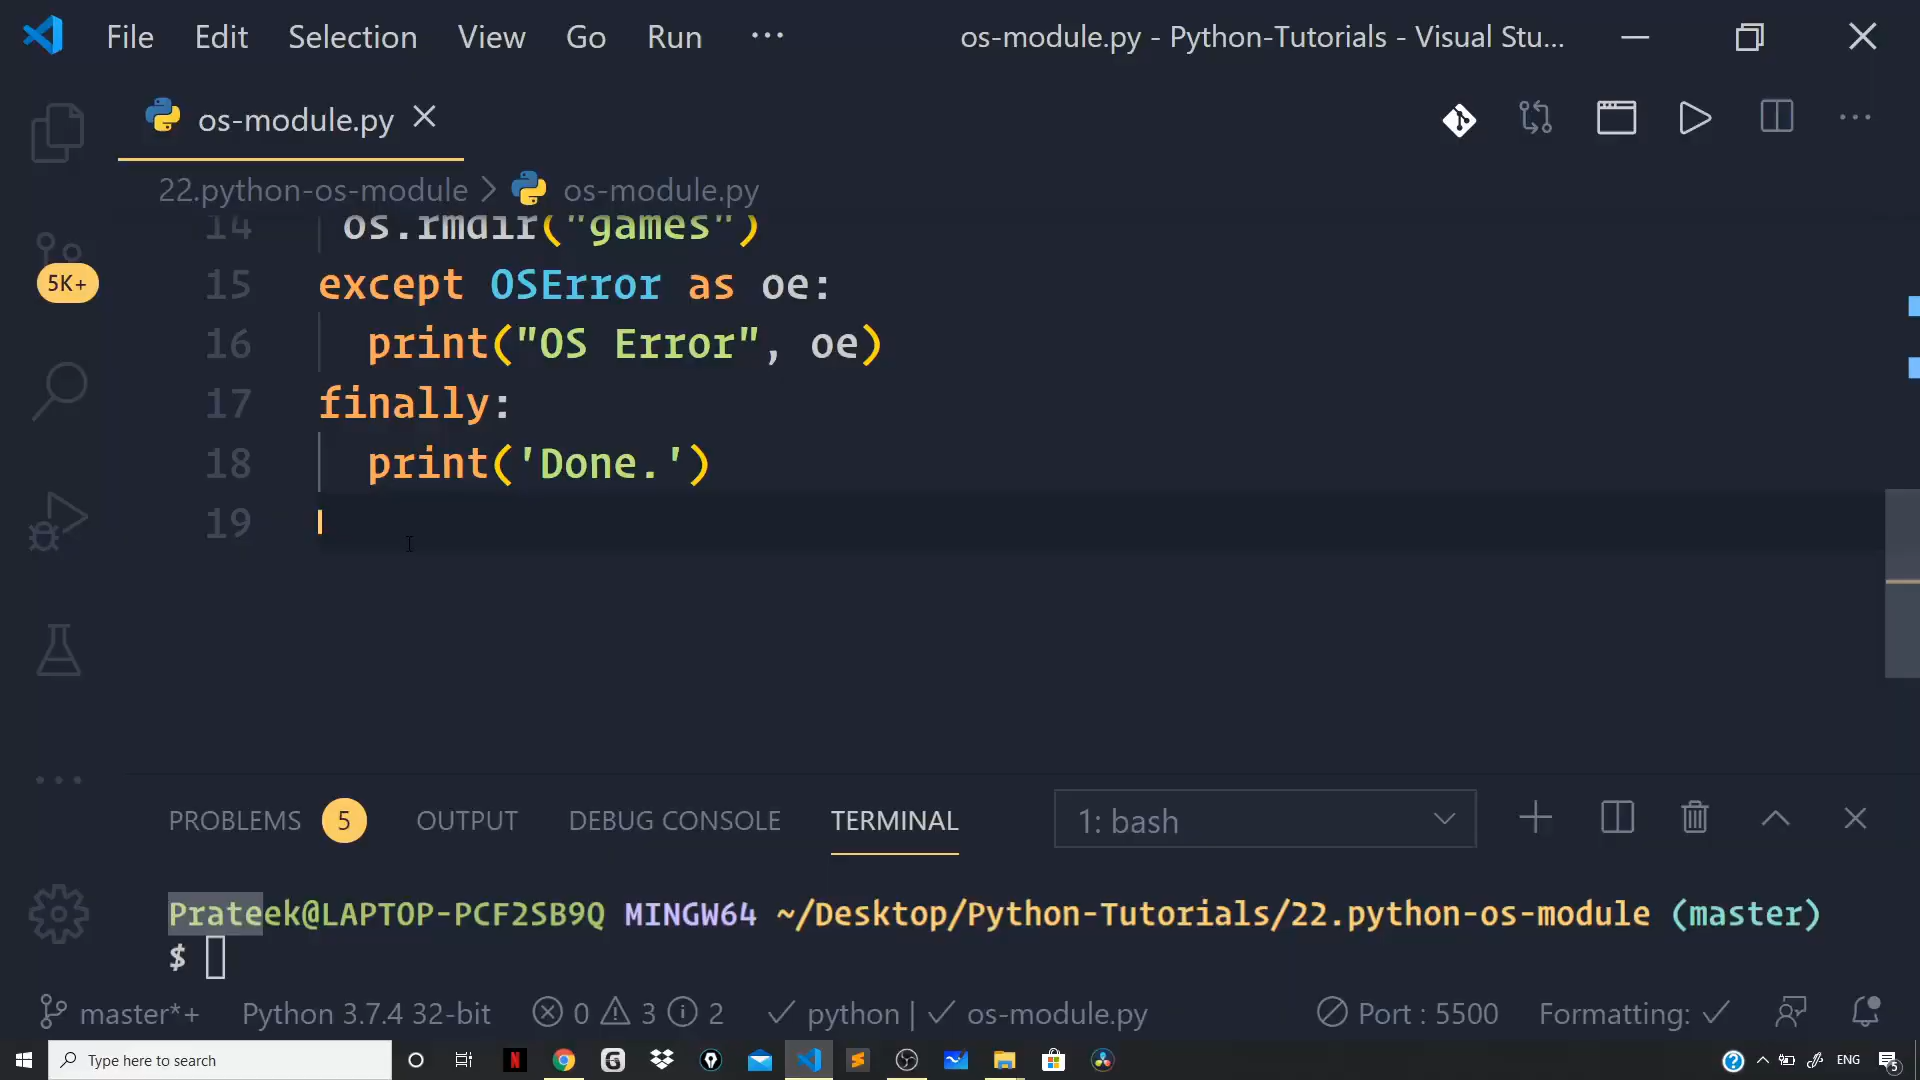 File Edit Selection View Go Run ··· os-module.py - Python-Tutorials - Visual Stu...
os-module.py
22.python-os-module > os-module.py
14 os.rmdir("games")
15 except OSError as oe:
5K+
16 print("OS Error", oe)
17 finally:
18 print('Done.')
19
PROBLEMS 5 OUTPUT DEBUG CONSOLE TERMINAL 1: bash
Prateek@LAPTOP-PCF2SB9Q MINGW64 ~/Desktop/Python-Tutorials/22.python-os-module (master)
$
master*+ Python 3.7.4 32-bit 0 3 2 python | os-module.py Port : 5500 Formatting:
Type here to search N ENG 5